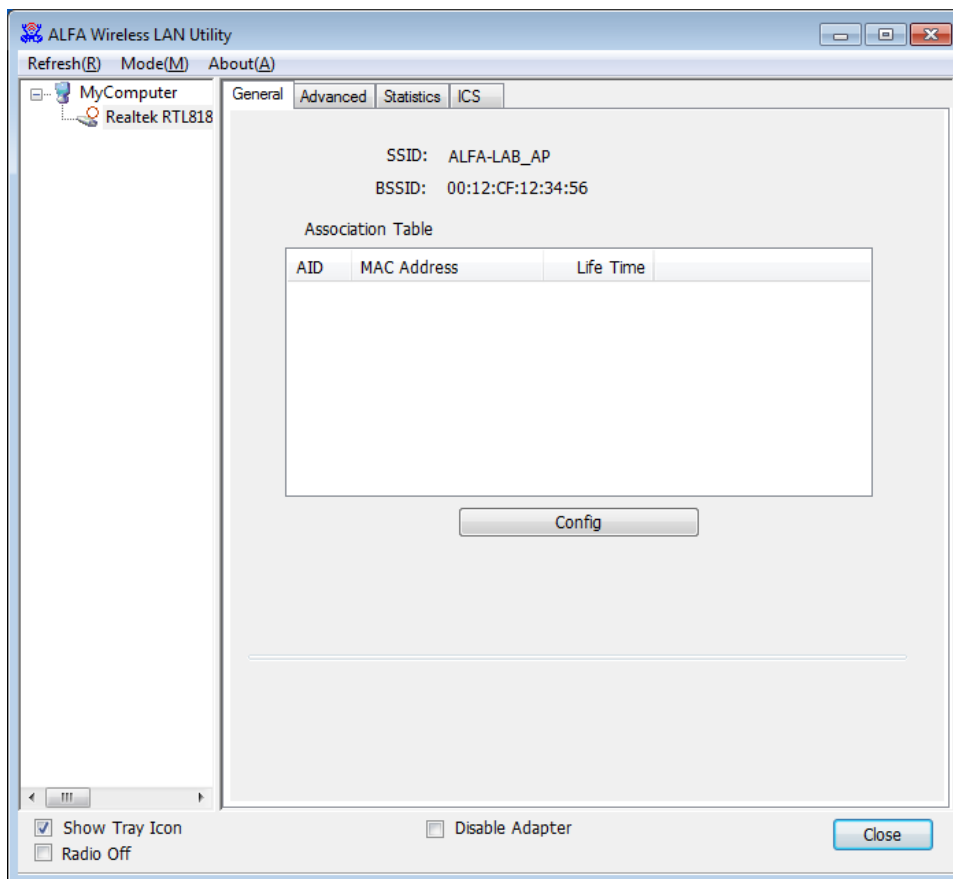 ALFA Wireless LAN Utility
Refresh(R) Mode(M) About(A)
MyComputer
Realtek RTL818
General Advanced Statistics ICS
SSID: ALFA-LAB_AP
BSSID: 00:12:CF:12:34:56
Association Table
AID MAC Address Life Time
Config
Show Tray Icon
Radio Off
Disable Adapter
Close